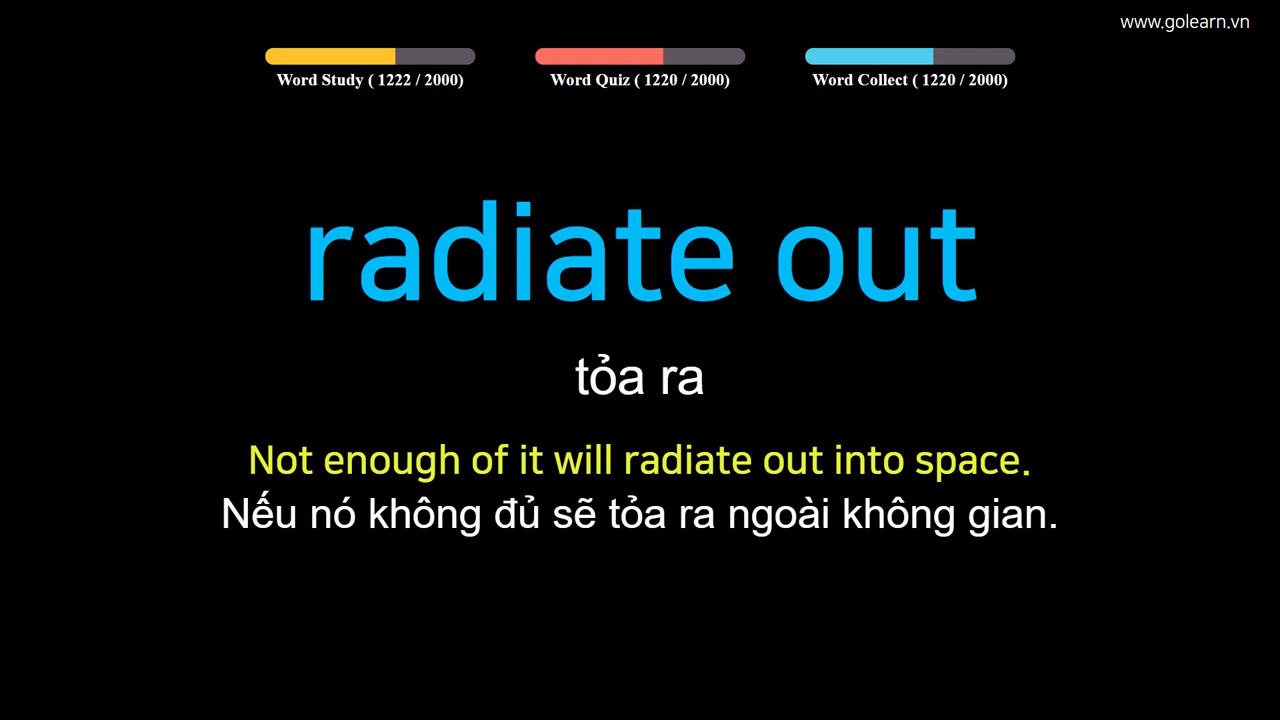 www.golearn.vn
Word Study ( 1222 / 2000)
Word Quiz ( 1220 / 2000)
Word Collect ( 1220 / 2000)
radiate out
tỏa ra
Not enough of it will radiate out into space.
Nếu nó không đủ sẽ tỏa ra ngoài không gian.